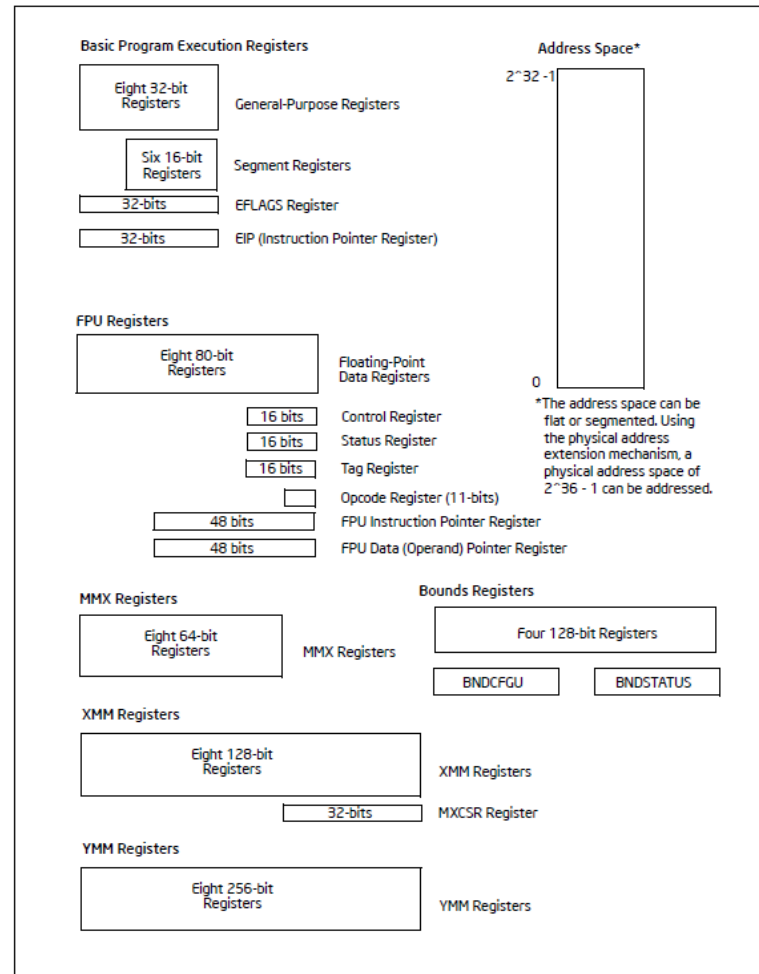 Basic Program Execution Registers
Address Space*
2^32 -1
Eight 32-bit
Registers
General-Purpose Registers
Six 16-bit
Registers
Segment Registers
32-bits
EFLAGS Register
32-bits
EIP (Instruction Pointer Register)
FPU Registers
Eight 80-bit
Registers
Floating-Point
Data Registers
0
*The address space can be
flat or segmented. Using
the physical address
extension mechanism, a
physical address space of
2^36 - 1 can be addressed.
16 bits
Control Register
16 bits
Status Register
16 bits
Tag Register
Opcode Register (11-bits)
48 bits
FPU Instruction Pointer Register
48 bits
FPU Data (Operand) Pointer Register
MMX Registers
Eight 64-bit
Registers
MMX Registers
Bounds Registers
Four 128-bit Registers
BNDCFGU
BNDSTATUS
XMM Registers
Eight 128-bit
Registers
XMM Registers
32-bits
MXCSR Register
YMM Registers
Eight 256-bit
Registers
YMM Registers